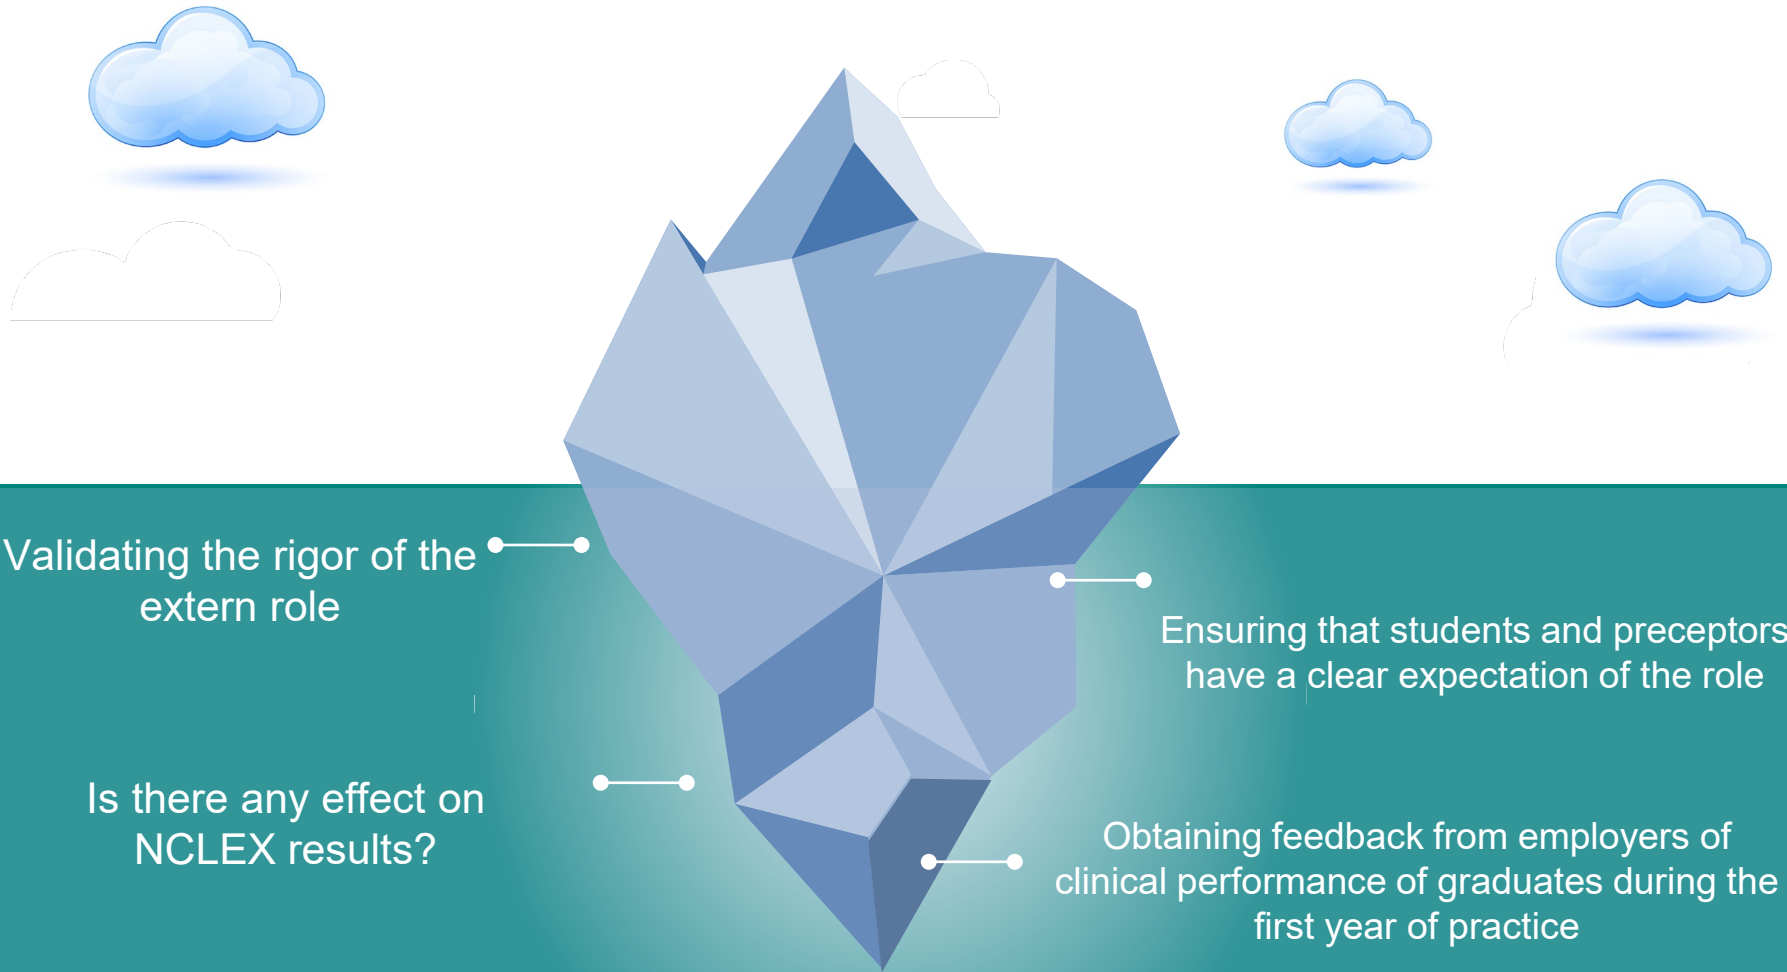 Validating the rigor of the
extern role
Ensuring that students and preceptors
have a clear expectation of the role
Is there any effect on
NCLEX results?
Obtaining feedback from employers of
clinical performance of graduates during the
first year of practice